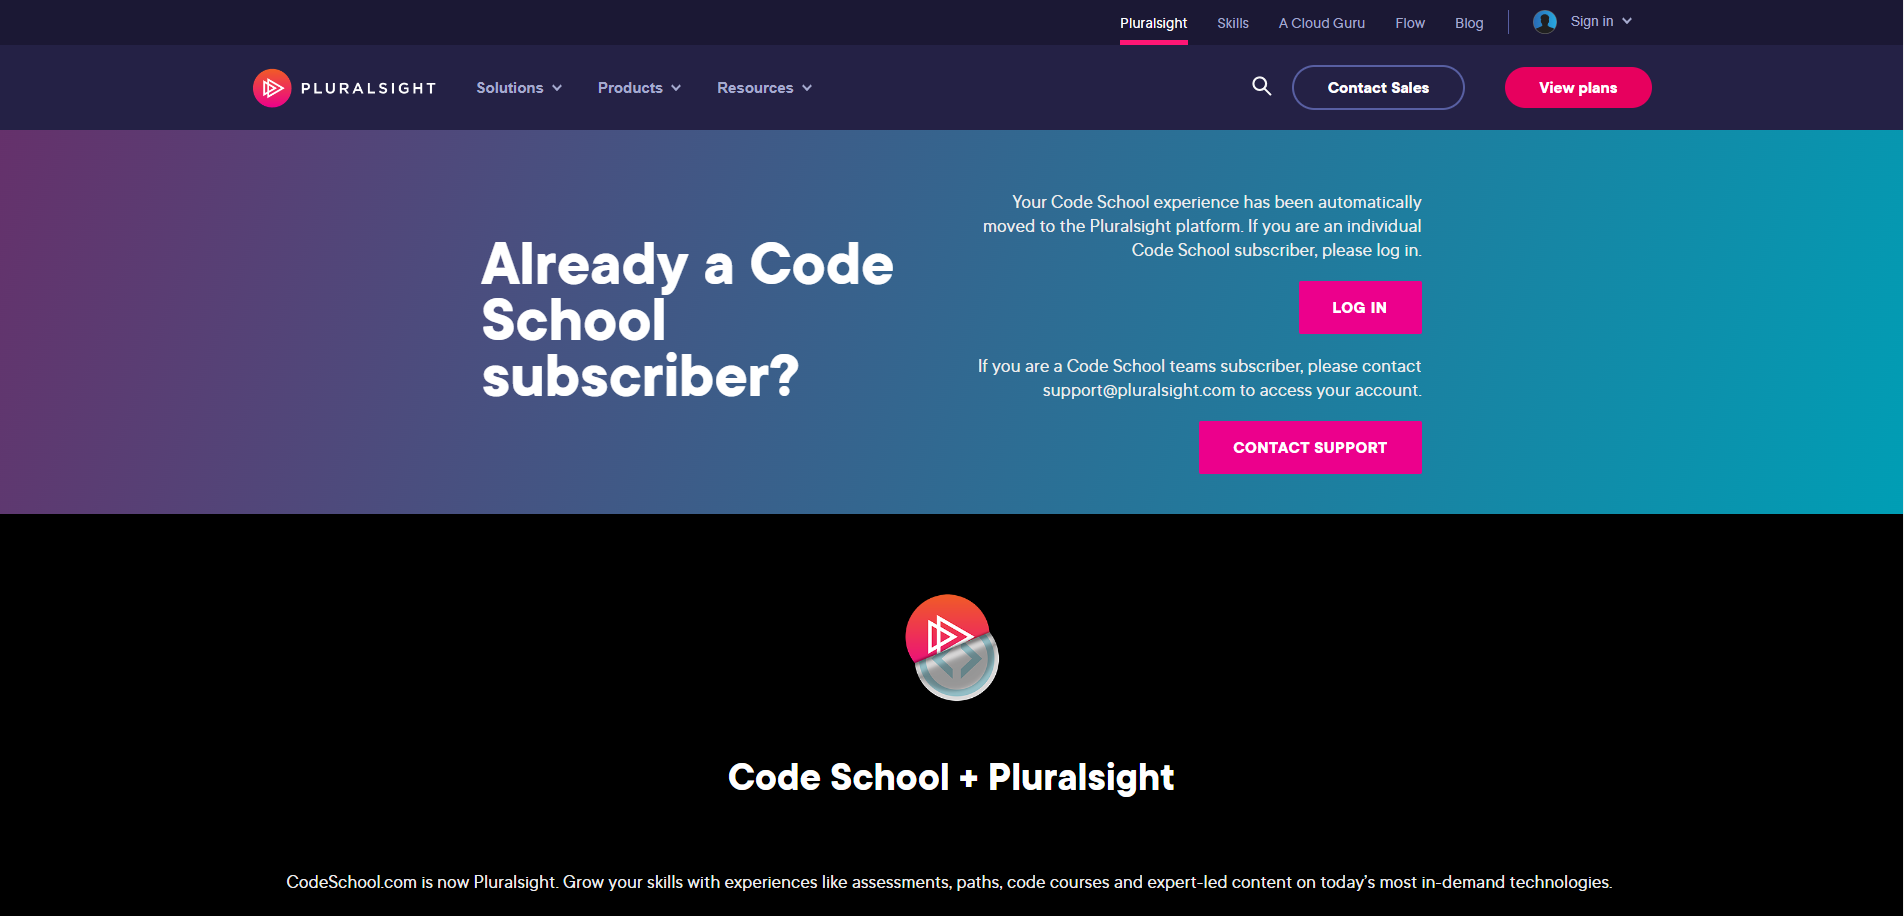 Pluralsight
Skills
A Cloud Guru
Flow
Blog
Sign in
PLURALSIGHT
Solutions
Products
Resources
Contact Sales
View plans
Already a Code
School
subscriber?
Your Code School experience has been automatically
moved to the Pluralsight platform. If you are an individual
Code School subscriber, please log in.
LOG IN
If you are a Code School teams subscriber, please contact
support@pluralsight.com to access your account.
CONTACT SUPPORT
Code School + Pluralsight
CodeSchool.com is now Pluralsight. Grow your skills with experiences like assessments, paths, code courses and expert-led content on today’s most in-demand technologies.